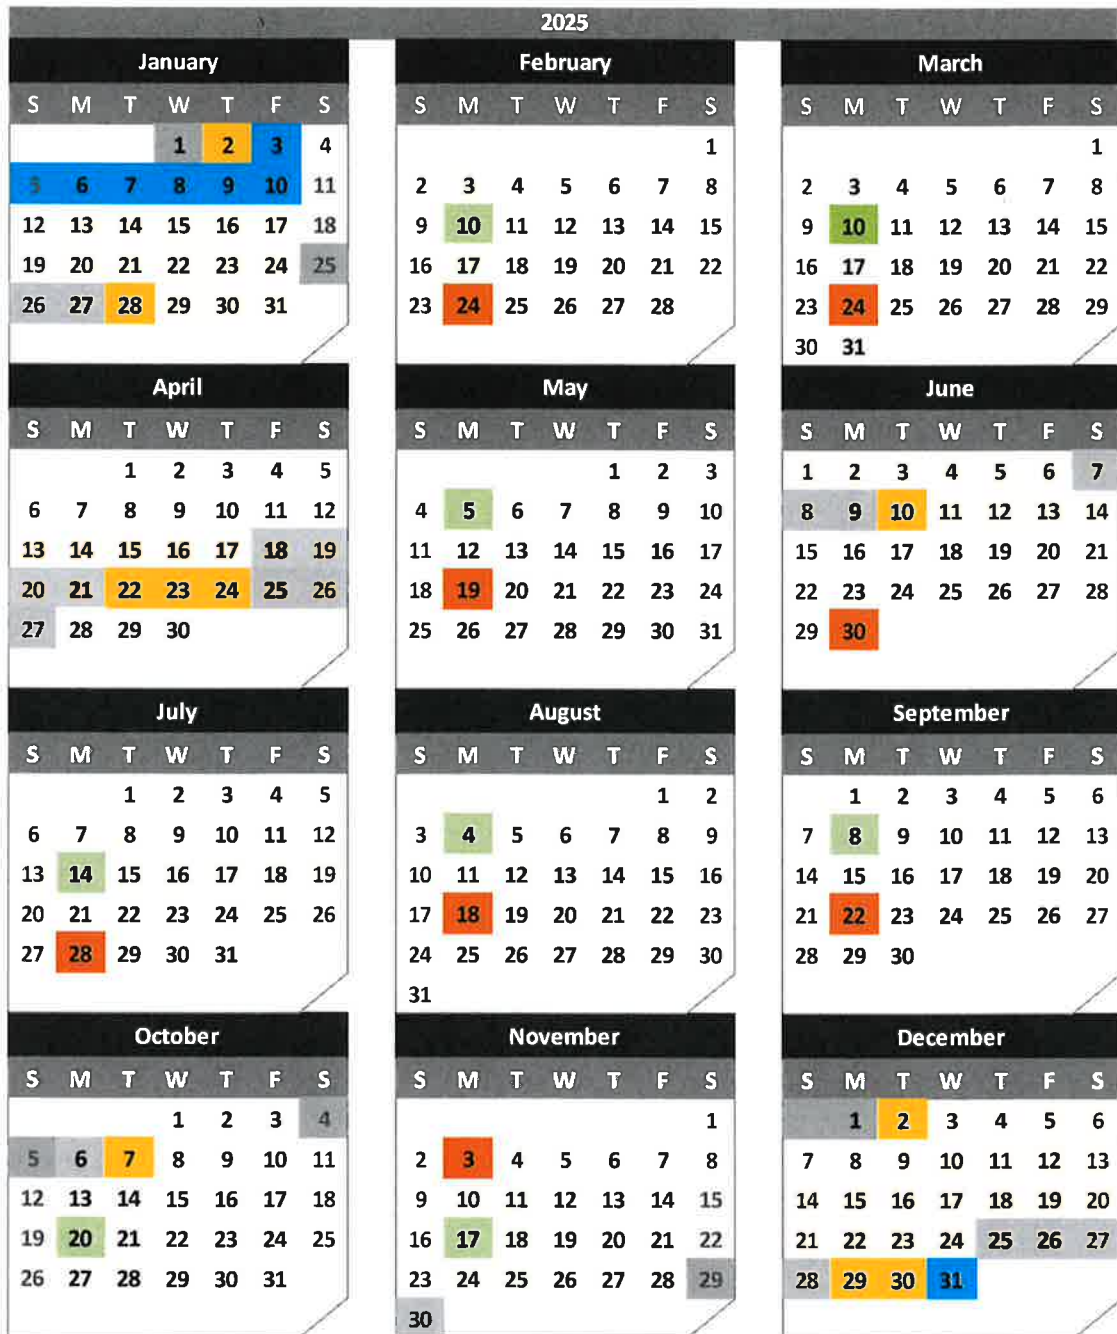 2025
January
S M T W T F S
1 2 3 4
5 6 7 8 9 10 11
12 13 14 15 16 17 18
19 20 21 22 23 24 25
26 27 28 29 30 31
February
S M T W T F S
1
2 3 4 5 6 7 8
9 10 11 12 13 14 15
16 17 18 19 20 21 22
23 24 25 26 27 28
March
S M T W T F S
1
2 3 4 5 6 7 8
9 10 11 12 13 14 15
16 17 18 19 20 21 22
23 24 25 26 27 28 29
30 31
April
S M T W T F S
1 2 3 4 5
6 7 8 9 10 11 12
13 14 15 16 17 18 19
20 21 22 23 24 25 26
27 28 29 30
May
S M T W T F S
1 2 3
4 5 6 7 8 9 10
11 12 13 14 15 16 17
18 19 20 21 22 23 24
25 26 27 28 29 30 31
June
S M T W T F S
1 2 3 4 5 6 7
8 9 10 11 12 13 14
15 16 17 18 19 20 21
22 23 24 25 26 27 28
29 30
July
S M T W T F S
1 2 3 4 5
6 7 8 9 10 11 12
13 14 15 16 17 18 19
20 21 22 23 24 25 26
27 28 29 30 31
August
S M T W T F S
1 2
3 4 5 6 7 8 9
10 11 12 13 14 15 16
17 18 19 20 21 22 23
24 25 26 27 28 29 30
31
September
S M T W T F S
1 2 3 4 5 6
7 8 9 10 11 12 13
14 15 16 17 18 19 20
21 22 23 24 25 26 27
28 29 30
October
S M T W T F S
1 2 3 4
5 6 7 8 9 10 11
12 13 14 15 16 17 18
19 20 21 22 23 24 25
26 27 28 29 30 31
November
S M T W T F S
1
2 3 4 5 6 7 8
9 10 11 12 13 14 15
16 17 18 19 20 21 22
23 24 25 26 27 28 29
30
December
S M T W T F S
1 2 3 4 5 6
7 8 9 10 11 12 13
14 15 16 17 18 19 20
21 22 23 24 25 26 27
28 29 30 31